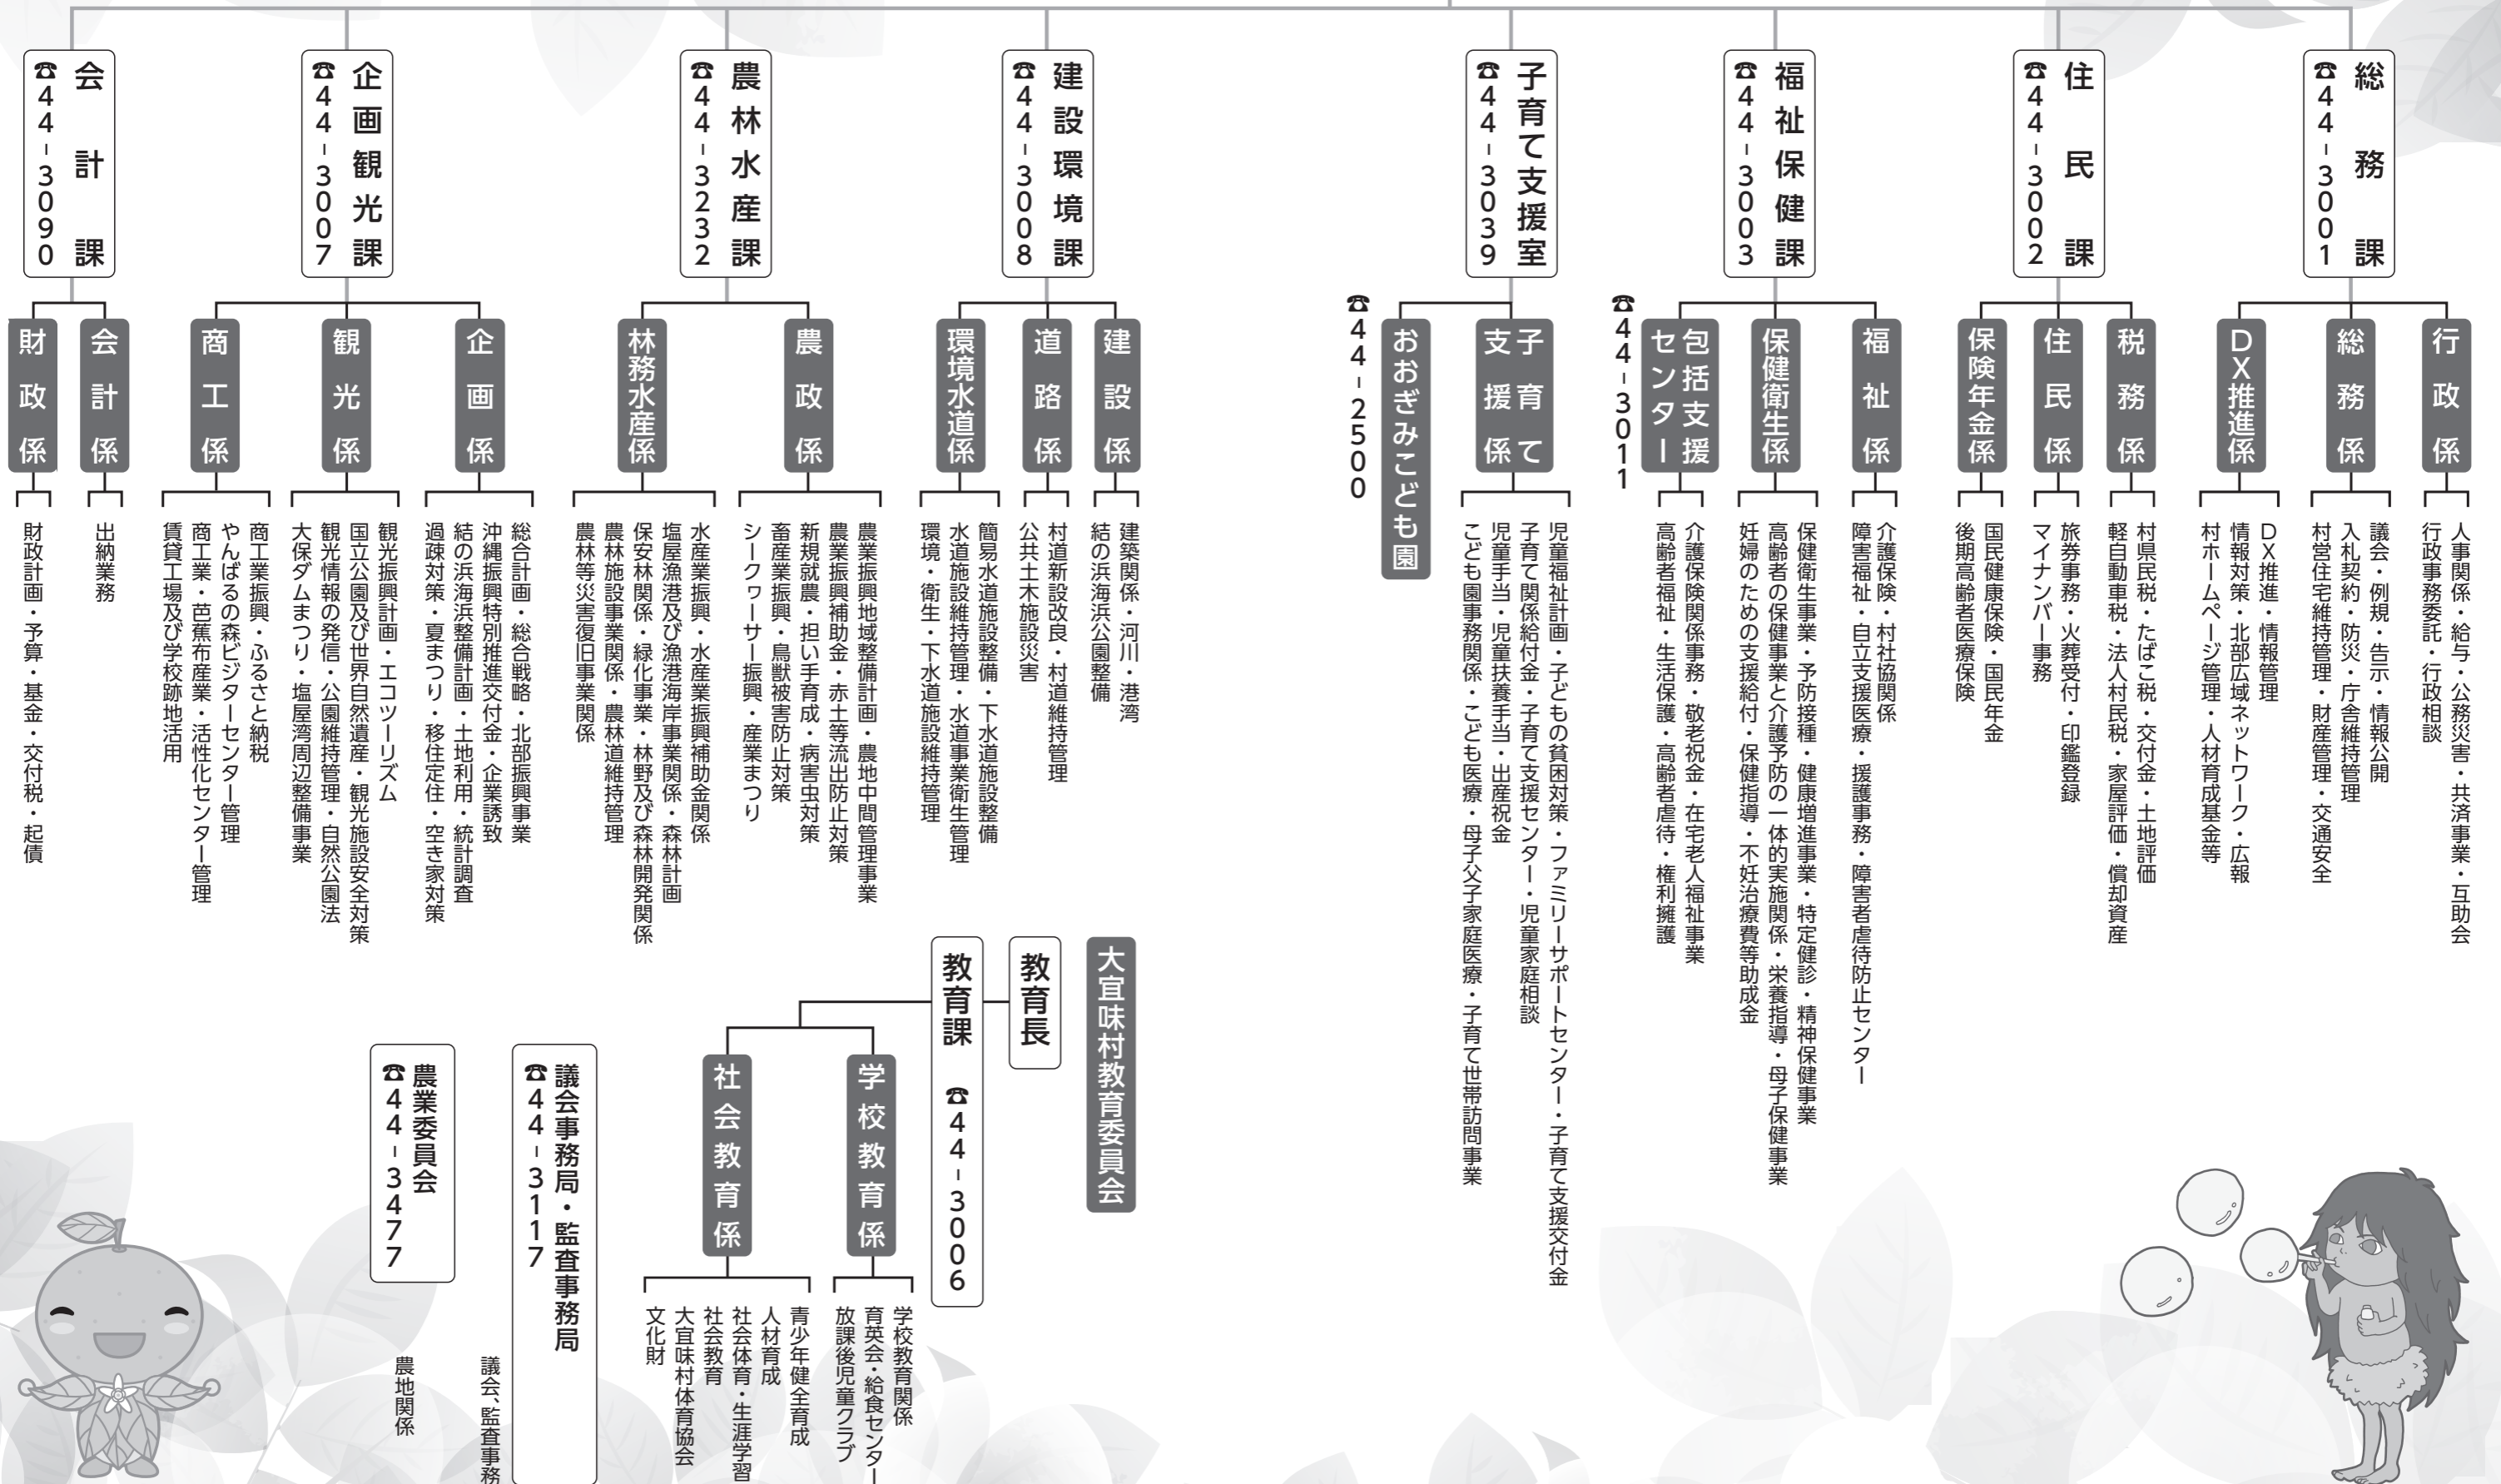 総務課
☎44-3001
行政係
人事関係・給与・公務災害・共済事業・互助会
行政事務委託・行政相談
総務係
議会・例規・告示・情報公開
入札契約・防災・庁舎維持管理
村営住宅維持管理・財産管理・交通安全
DX推進係
DX推進・情報管理
情報対策・北部広域ネットワーク・広報
村ホームページ管理・人材育成基金等
住民課
☎44-3002
税務係
村県民税・たばこ税・交付金・土地評価
軽自動車税・法人村民税・家屋評価・償却資産
住民係
旅券事務・火葬受付・印鑑登録
マイナンバー事務
保険年金係
国民健康保険・国民年金
後期高齢者医療保険
福祉保健課
☎44-3003
福祉係
介護保険・村社協関係
障害福祉・自立支援医療・援護事務・障害者虐待防止センター
保健衛生係
保健衛生事業・予防接種・健康増進事業・特定健診・精神保健事業
高齢者の保健事業と介護予防の一体的実施関係・栄養指導・母子保健事業
妊婦のための支援給付・保健指導・不妊治療費等助成金
包括支援
センター
☎44-3011
介護保険関係事務・敬老祝金・在宅老人福祉事業
高齢者福祉・生活保護・高齢者虐待・権利擁護
子育て支援室
☎44-3039
子育て
支援係
児童福祉計画・子どもの貧困対策・ファミリーサポートセンター・子育て支援交付金
子育て関係給付金・子育て支援センター・児童家庭相談
児童手当・児童扶養手当・出産祝金
こども園事務関係・こども医療・母子父子家庭医療・子育て世帯訪問事業
おおぎみこども園
☎44-2500
建設環境課
☎44-3008
建設係
建築関係・河川・港湾
結の浜海浜公園整備
道路係
村道新設改良・村道維持管理
公共土木施設災害
環境水道係
簡易水道施設整備・下水道施設整備
水道施設維持管理・水道事業衛生管理
環境・衛生・下水道施設維持管理
農林水産課
☎44-3232
農政係
農業振興地域整備計画・農地中間管理事業
農業振興補助金・赤土等流出防止対策
新規就農・担い手育成・病害虫対策
畜産業振興・鳥獣被害防止対策
シークヮーサー振興・産業まつり
林務水産係
水産業振興・水産業振興補助金関係
塩屋漁港及び漁港海岸事業関係・森林計画
保安林関係・緑化事業・林野及び森林開発関係
農林施設事業関係・農林道維持管理
農林等災害復旧事業関係
企画観光課
☎44-3007
企画係
総合計画・総合戦略・北部振興事業
沖縄振興特別推進交付金・企業誘致
結の浜海浜整備計画・土地利用・統計調査
過疎対策・夏まつり・移住定住・空き家対策
観光係
観光振興計画・エコツーリズム
国立公園及び世界自然遺産・観光施設安全対策
観光情報の発信・公園維持管理・自然公園法
大保ダムまつり・塩屋湾周辺整備事業
商工係
商工業振興・ふるさと納税
やんばるの森ビジターセンター管理
商工業・芭蕉布産業・活性化センター管理
賃貸工場及び学校跡地活用
会計課
☎44-3090
会計係
出納業務
財政係
財政計画・予算・基金・交付税・起債
大宜味村教育委員会
教育長
教育課 ☎44-3006
学校教育係
学校教育関係
育英会・給食センター
放課後児童クラブ
社会教育係
青少年健全育成
人材育成
社会体育・生涯学習
社会教育
大宜味村体育協会
文化財
議会事務局・監査事務局
☎44-3117
議会、監査事務
農業委員会
☎44-3477
農地関係